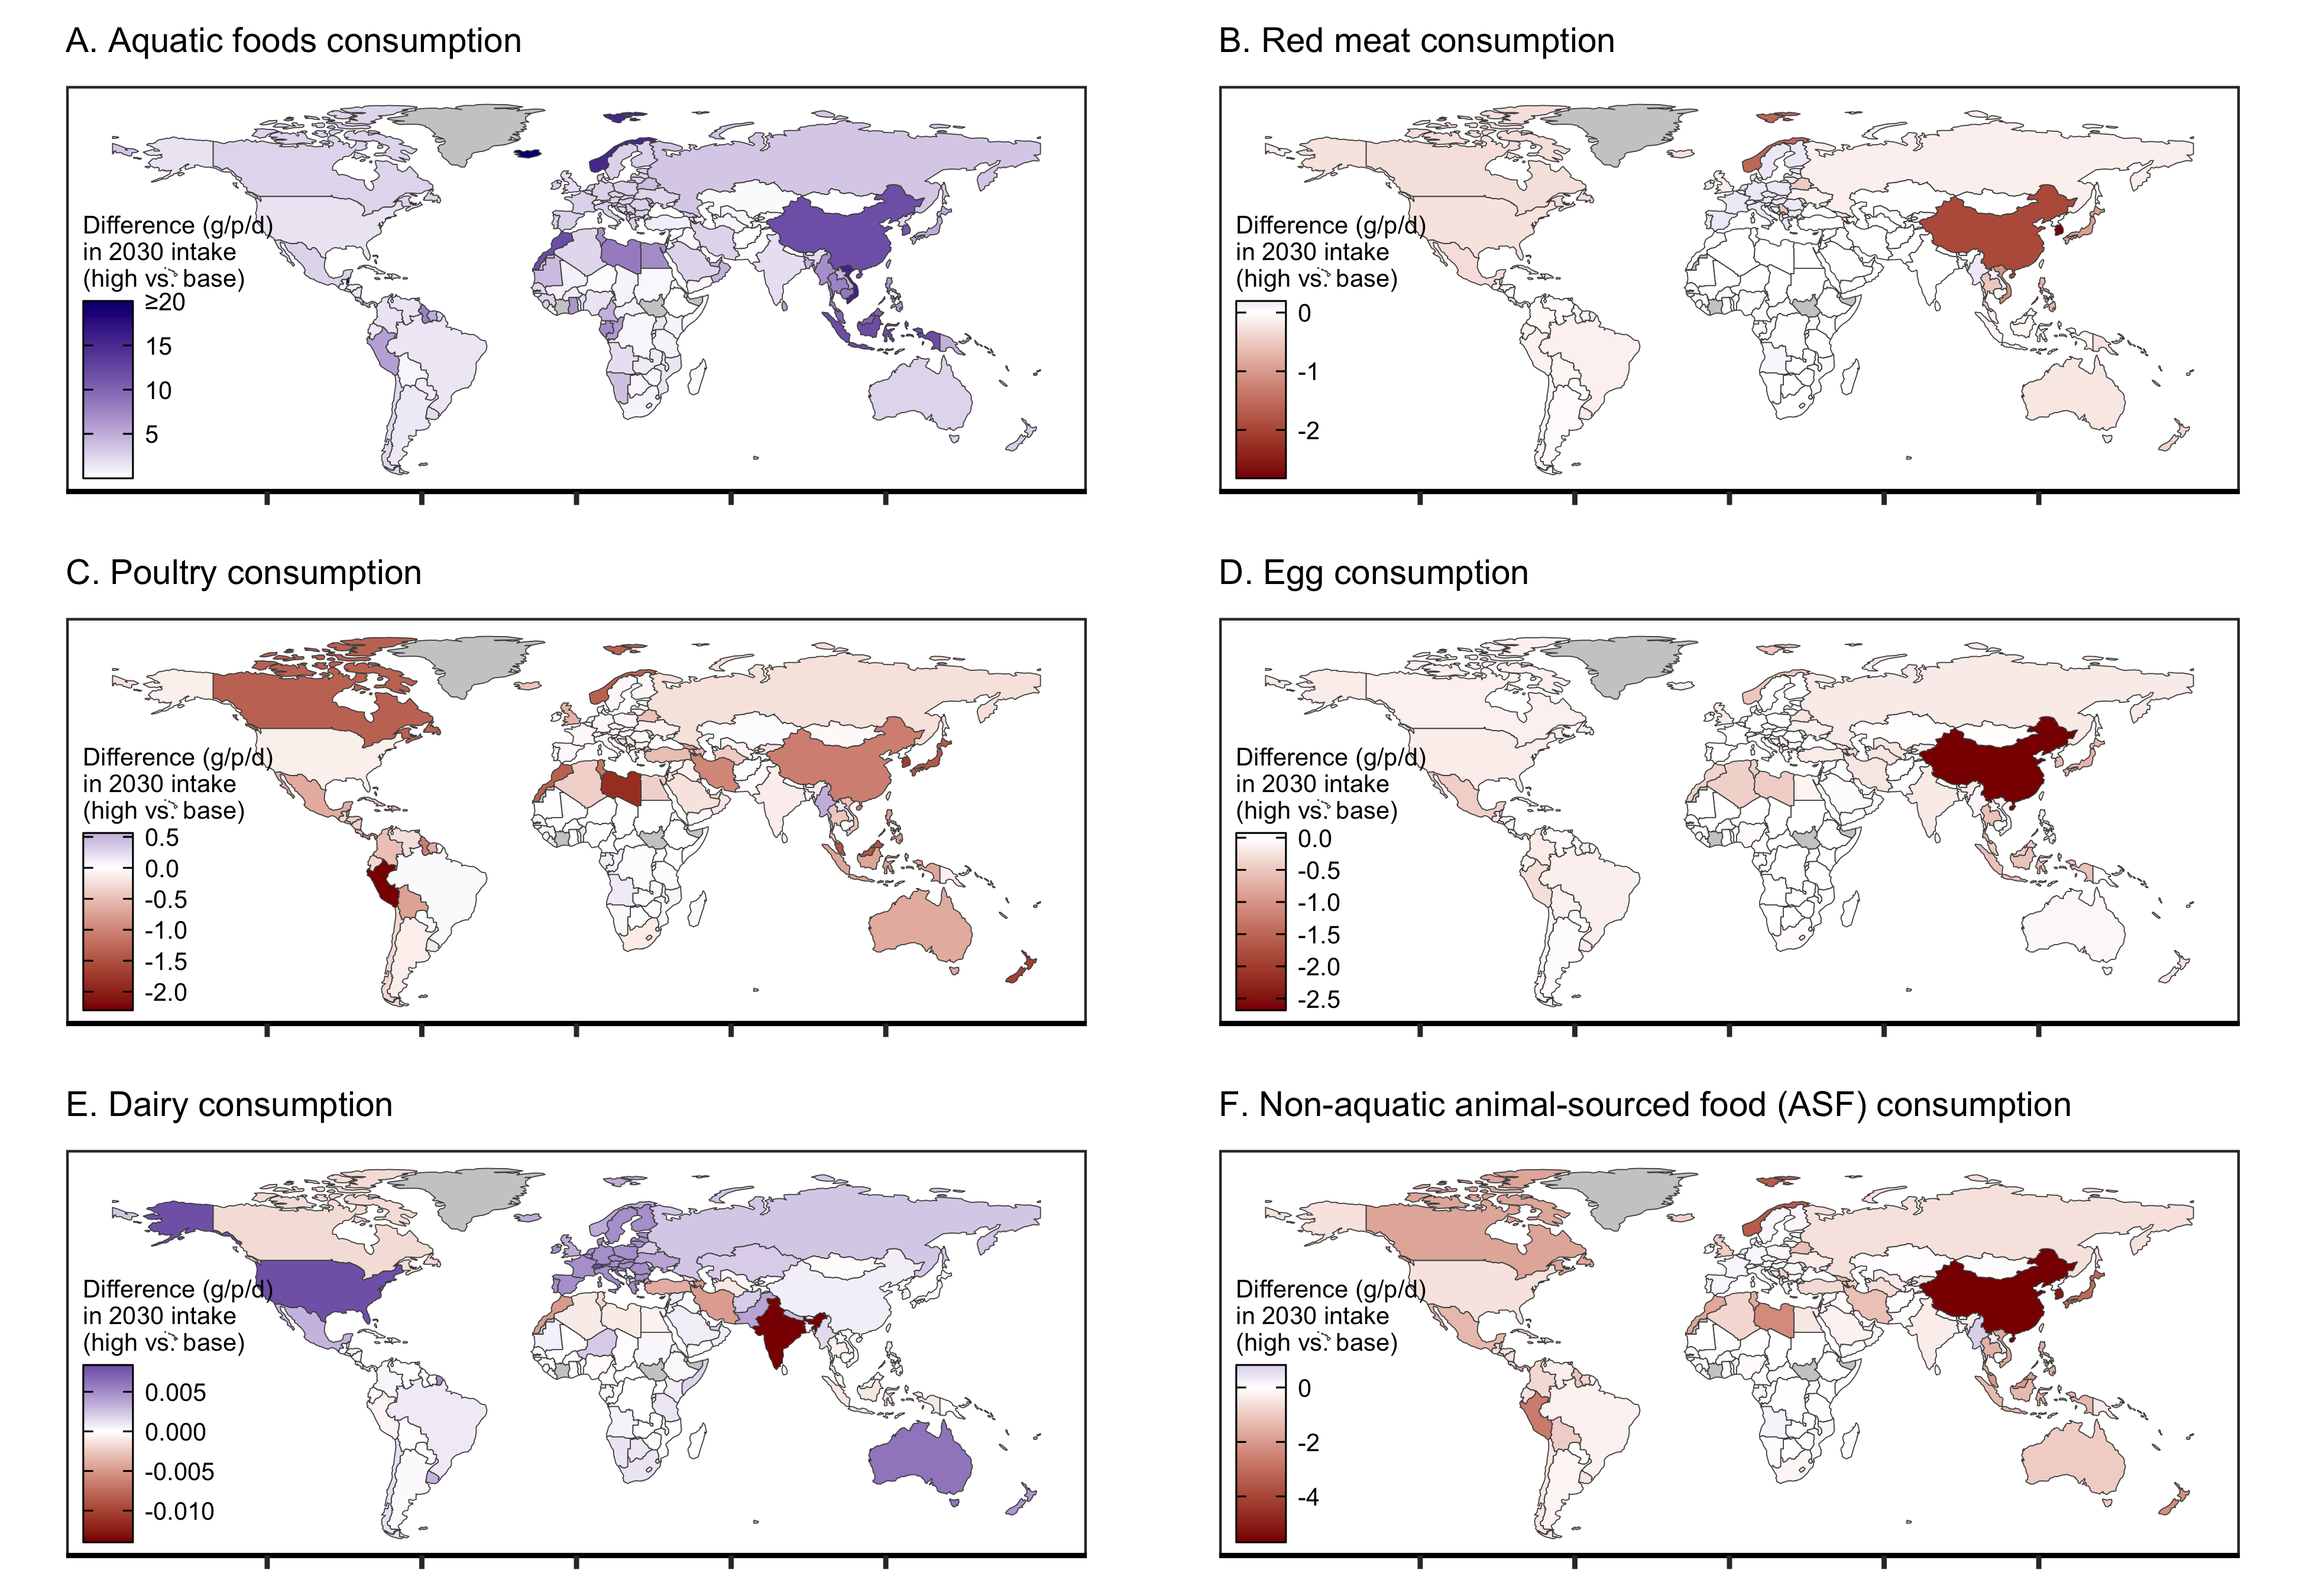 A. Aquatic foods consumption
Difference (g/p/d)
in 2030 intake
(high vs. base)
≥20
15
10
5
B. Red meat consumption
Difference (g/p/d)
in 2030 intake
(high vs. base)
0
-1
-2
C. Poultry consumption
Difference (g/p/d)
in 2030 intake
(high vs. base)
0.5
0.0
-0.5
-1.0
-1.5
-2.0
D. Egg consumption
Difference (g/p/d)
in 2030 intake
(high vs. base)
0.0
-0.5
-1.0
-1.5
-2.0
-2.5
E. Dairy consumption
Difference (g/p/d)
in 2030 intake
(high vs. base)
0.005
0.000
-0.005
-0.010
F. Non-aquatic animal-sourced food (ASF) consumption
Difference (g/p/d)
in 2030 intake
(high vs. base)
0
-2
-4